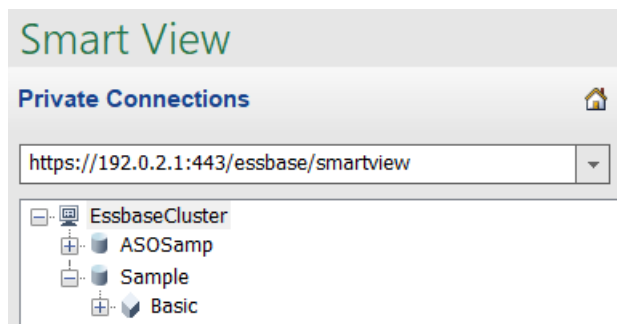 Smart View
Private Connections
https://192.0.2.1:443/essbase/smartview
EssbaseCluster
ASOSamp
Sample
Basic